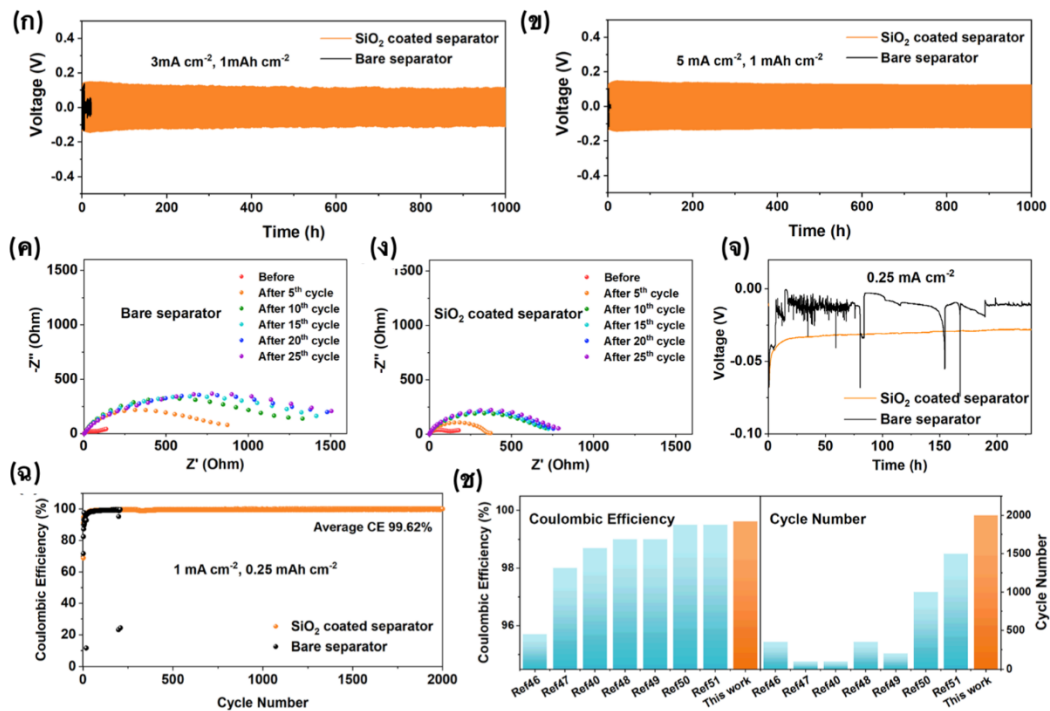 (ก)
SiO2 coated separator
3mA cm-2, 1mAh cm-2
Bare separator
0.4
0.2
0.0
-0.2
-0.4
Voltage (V)
0 200 400 600 800 1000
Time (h)
(ข)
SiO2 coated separator
5 mA cm-2, 1 mAh cm-2
Bare separator
0.4
0.2
0.0
-0.2
-0.4
Voltage (V)
0 200 400 600 800 1000
Time (h)
(ค)
1500
1000
500
0
-Z'' (Ohm)
Bare separator
Before
After 5th cycle
After 10th cycle
After 15th cycle
After 20th cycle
After 25th cycle
0 500 1000 1500
Z' (Ohm)
(ง)
1500
1000
500
0
-Z'' (Ohm)
SiO2 coated separator
Before
After 5th cycle
After 10th cycle
After 15th cycle
After 20th cycle
After 25th cycle
0 500 1000 1500
Z' (Ohm)
(จ)
0.25 mA cm-2
0.00
-0.05
-0.10
Voltage (V)
SiO2 coated separator
Bare separator
0 50 100 150 200
Time (h)
(ฉ)
100
80
60
40
20
0
Coulombic Efficiency (%)
Average CE 99.62%
1 mA cm-2, 0.25 mAh cm-2
SiO2 coated separator
Bare separator
0 500 1000 1500 2000
Cycle Number
(ช)
100
98
96
Coulombic Efficiency (%)
Coulombic Efficiency
Cycle Number
2000
1500
1000
500
0
Cycle Number
Ref46 Ref47 Ref40 Ref48 Ref49 Ref50 Ref51 This work
Ref46 Ref47 Ref40 Ref48 Ref49 Ref50 Ref51 This work